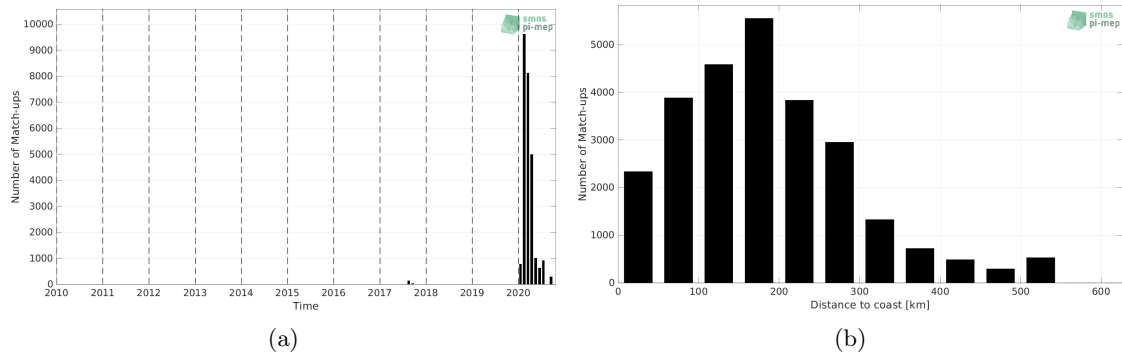 10000
9000
8000
7000
6000
5000
4000
3000
2000
1000
0
Number of Match-ups
2010 2011 2012 2013 2014 2015 2016 2017 2018 2019 2020
Time
smos
pi-mep
(a)
5000
4000
3000
2000
1000
0
Number of Match-ups
0 100 200 300 400 500 600
Distance to coast [km]
smos
pi-mep
(b)